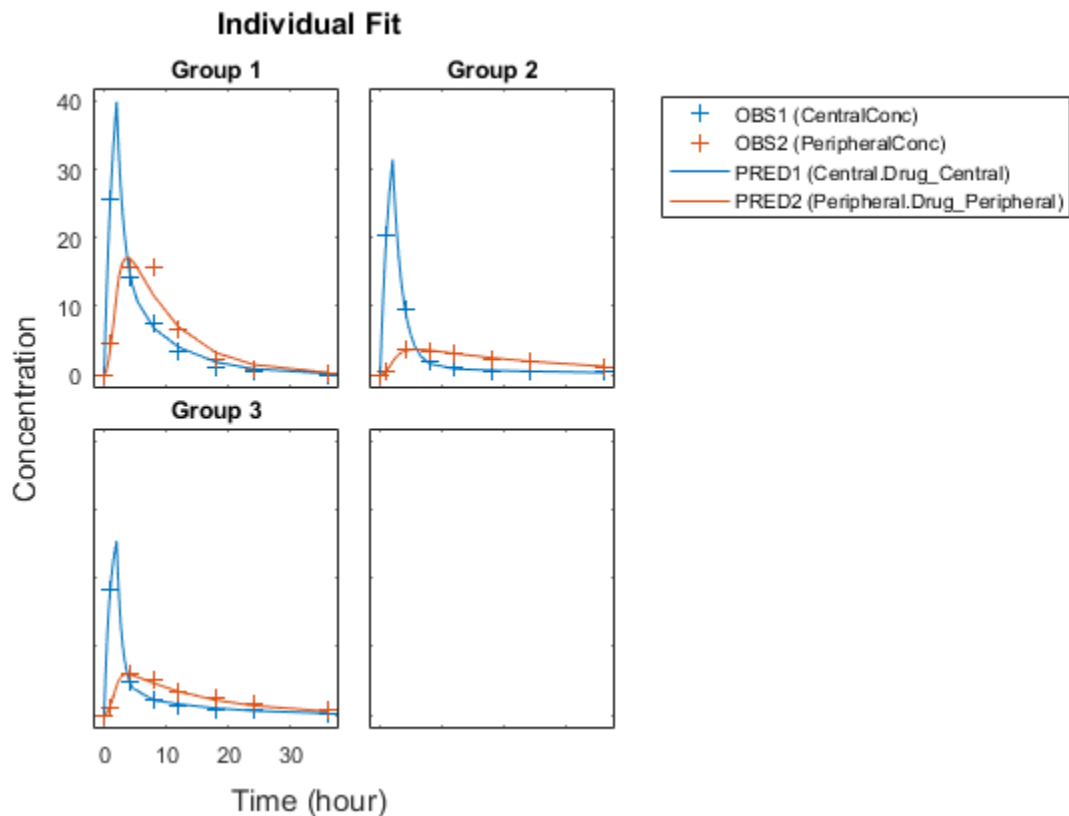 Individual Fit
Group 1
Group 2
OBS1 (CentralConc)
OBS2 (PeripheralConc)
PRED1 (Central.Drug_Central)
PRED2 (Peripheral.Drug_Peripheral)
40
30
20
10
0
Group 3
Concentration
0 10 20 30
Time (hour)